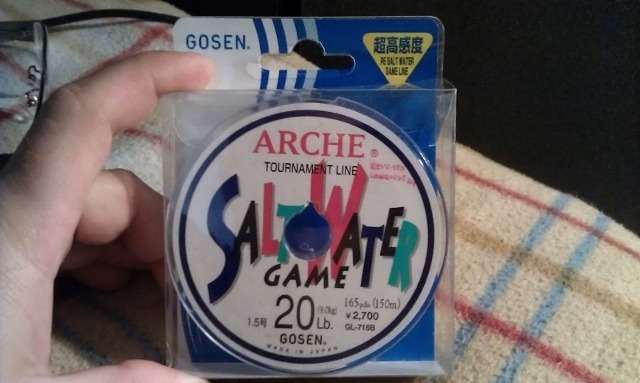 GOSEN®
超高感度
PE SALT WATER
GAME LINE
ARCHE®
TOURNAMENT LINE
SALTWATER
GAME
1.5号 20 (9.0kg) Lb.
165yds (150m)
¥2,700
GL-716B
GOSEN®
MADE IN JAPAN